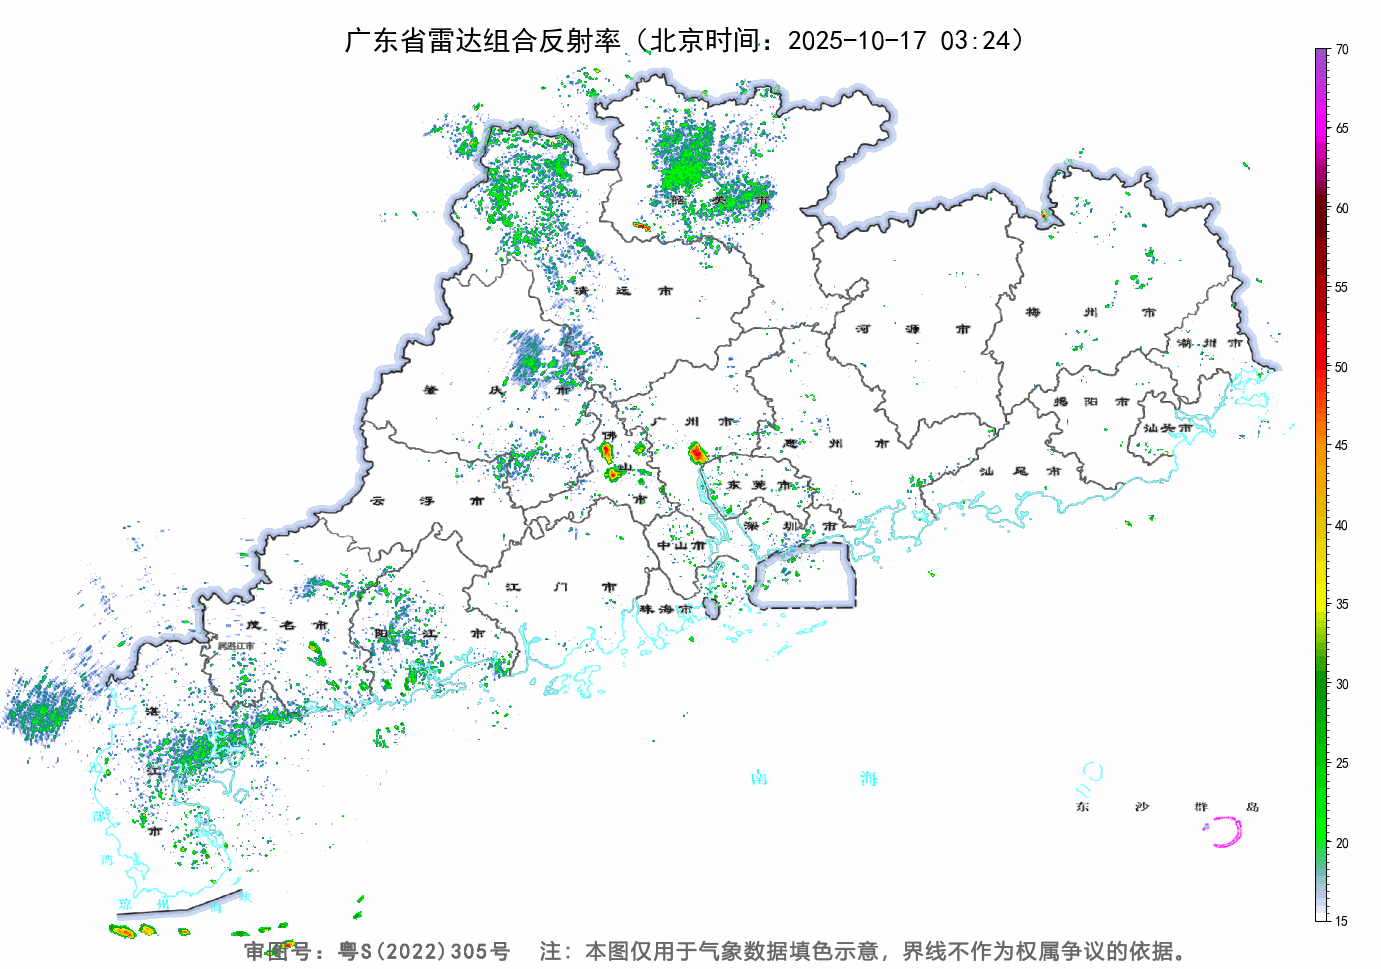 广东省雷达组合反射率（北京时间：2025-10-17 03:24）
70
65
60
55
50
45
40
35
30
25
20
15
韶关市
清远市
河源市
梅州市
潮州市
肇庆市
广州市
惠州市
揭阳市
汕头市
佛山市
东莞市
汕尾市
云浮市
深圳市
中山市
江门市
珠海市
茂名市
属湛江市
阳江市
湛江市
南海
东沙群岛
北部湾
琼州海峡
审图号：粤S(2022)305号 注：本图仅用于气象数据填色示意，界线不作为权属争议的依据。